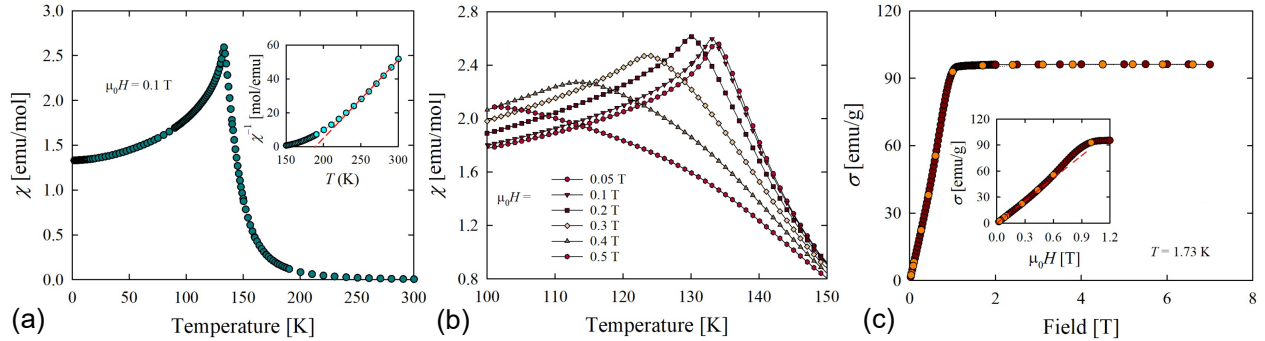 3.0
2.5
2.0
1.5
1.0
0.5
0.0
χ [emu/mol]
μ₀H = 0.1 T
0 50 100 150 200 250 300
Temperature [K]
(a)
60
40
20
0
χ⁻¹ [mol/emu]
150 200 250 300
T (K)
2.8
2.4
2.0
1.6
1.2
0.8
χ [emu/mol]
μ₀H =
0.05 T
0.1 T
0.2 T
0.3 T
0.4 T
0.5 T
100 110 120 130 140 150
Temperature [K]
(b)
120
90
60
30
0
σ [emu/g]
0 2 4 6 8
Field [T]
(c)
120
90
60
30
0
σ [emu/g]
0.0 0.3 0.6 0.9 1.2
μ₀H [T]
T = 1.73 K